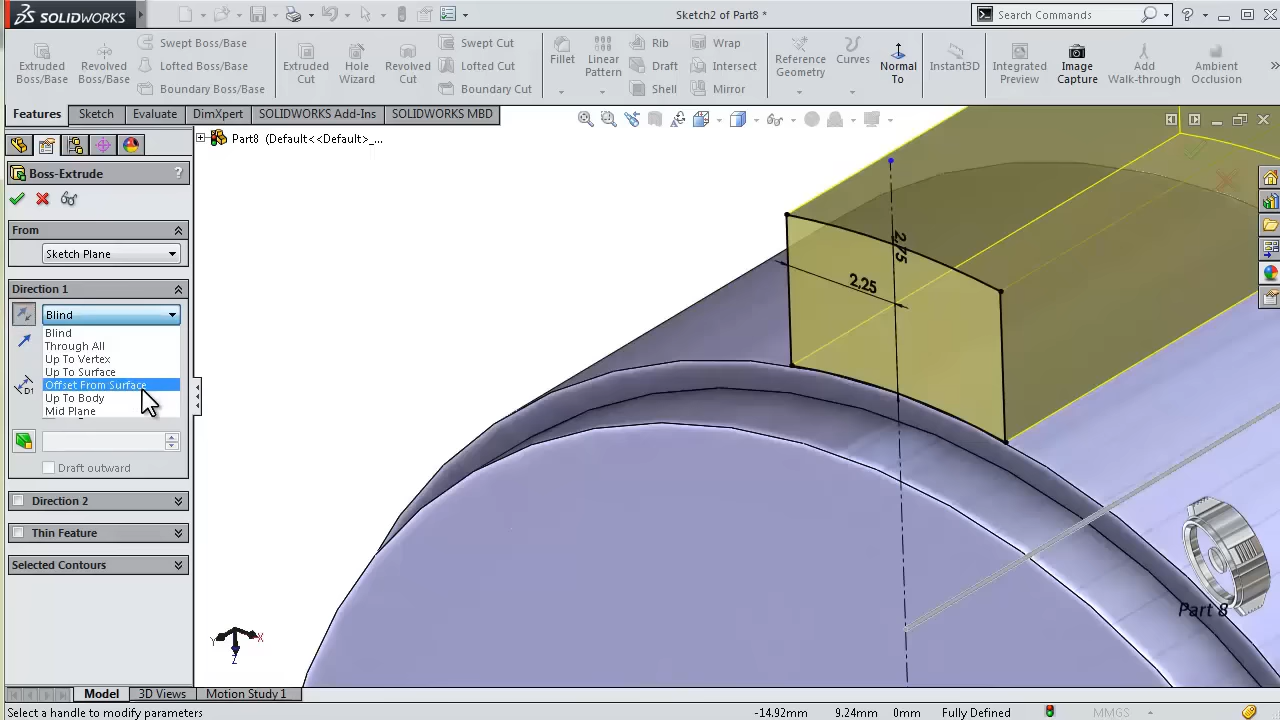 SOLIDWORKS
Sketch2 of Part8 *
Search Commands
Extruded Boss/Base
Revolved Boss/Base
Swept Boss/Base
Lofted Boss/Base
Boundary Boss/Base
Extruded Cut
Hole Wizard
Revolved Cut
Swept Cut
Lofted Cut
Boundary Cut
Fillet
Linear Pattern
Rib
Draft
Shell
Wrap
Intersect
Mirror
Reference Geometry
Curves
Normal To
Instant3D
Integrated Preview
Image Capture
Add Walk-through
Ambient Occlusion
Features
Sketch
Evaluate
DimXpert
SOLIDWORKS Add-Ins
SOLIDWORKS MBD
Part8 (Default<<Default>_...
Boss-Extrude
?
From
Sketch Plane
Direction 1
Blind
Blind
Through All
Up To Vertex
Up To Surface
Offset From Surface
Up To Body
Mid Plane
Draft outward
Direction 2
Thin Feature
Selected Contours
2.75
2.25
Part 8
Y
X
Z
Model
3D Views
Motion Study 1
Select a handle to modify parameters
-14.92mm
9.24mm
0mm
Fully Defined
MMGS